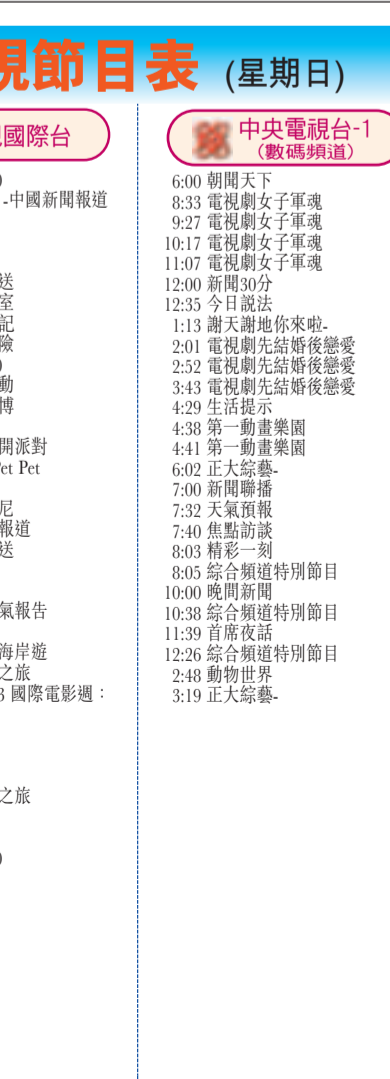 視節目表 (星期日)
國際台
)
-中國新聞報道
送
室
記
險
)
動
博
開派對
et Pet
尼
報道
送
氣報告
海岸遊
之旅
3 國際電影週：
之旅
)
中央電視台-1
(數碼頻道)
6:00 朝聞天下
8:33 電視劇女子軍魂
9:27 電視劇女子軍魂
10:17 電視劇女子軍魂
11:07 電視劇女子軍魂
12:00 新聞30分
12:35 今日説法
1:13 謝天謝地你來啦-
2:01 電視劇先結婚後戀愛
2:52 電視劇先結婚後戀愛
3:43 電視劇先結婚後戀愛
4:29 生活提示
4:38 第一動畫樂園
4:41 第一動畫樂園
6:02 正大綜藝-
7:00 新聞聯播
7:32 天氣預報
7:40 焦點訪談
8:03 精彩一刻
8:05 綜合頻道特別節目
10:00 晚間新聞
10:38 綜合頻道特別節目
11:39 首席夜話
12:26 綜合頻道特別節目
2:48 動物世界
3:19 正大綜藝-